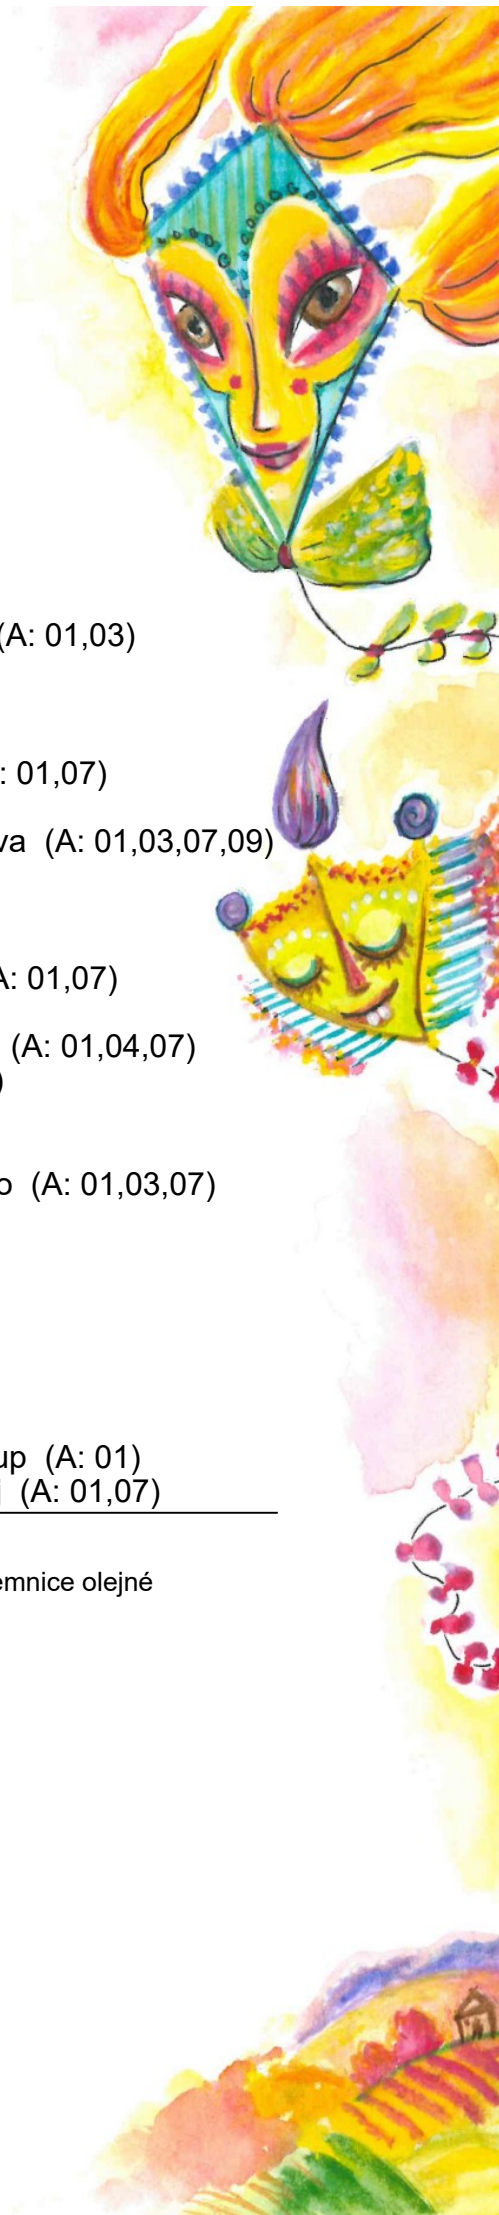 (A: 01,03)
: 01,07)
va (A: 01,03,07,09)
A: 01,07)
(A: 01,04,07)
)
o (A: 01,03,07)
up (A: 01)
j (A: 01,07)
emnice olejné